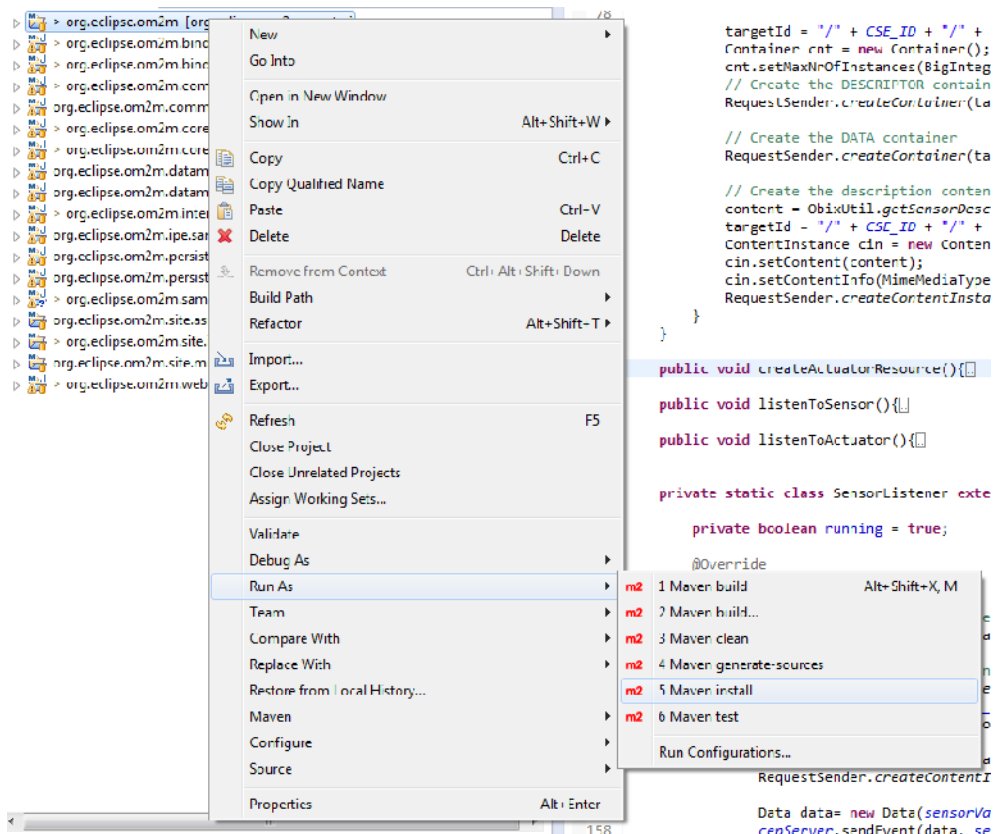 > org.eclipse.om2m
> org.eclipse.om2m.bind
> org.eclipse.om2m.bind
> org.eclipse.om2m.com
org.eclipse.om2m.comm
> org.eclipse.om2m.core
> org.eclipse.om2m.core
org.eclipse.om2m.datam
org.eclipse.om2m.datam
> org.eclipse.om2m.inter
org.eclipse.om2m.ipe.sar
org.eclipse.om2m.persist
org.eclipse.om2m.persist
> org.eclipse.om2m.sam
org.eclipse.om2m.site.as
> org.eclipse.om2m.site.
org.eclipse.om2m.site.m
> org.eclipse.om2m.web
New
Go Into
Open in New Window
Show In Alt+Shift+W
Copy Ctrl+C
Copy Qualified Name
Paste Ctrl+V
Delete Delete
Remove from Context Ctrl+Alt+Shift+Down
Build Path
Refactor Alt+Shift+T
Import...
Export...
Refresh F5
Close Project
Close Unrelated Projects
Assign Working Sets...
Validate
Debug As
Run As
Team
Compare With
Replace With
Restore from Local History...
Maven
Configure
Source
Properties Alt+Enter
m2 1 Maven build Alt+Shift+X, M
m2 2 Maven build...
m2 3 Maven clean
m2 4 Maven generate-sources
m2 5 Maven install
m2 6 Maven test
Run Configurations...
78
targetId = "/" + CSE_ID + "/" +
Container cnt = new Container();
cnt.setMaxNrOfInstances(BigInteg
// Create the DESCRIPTOR contain
RequestSender.createContainer(ta
// Create the DATA container
RequestSender.createContainer(ta
// Create the description conten
content = ObixUtil.getSensorDesc
targetId = "/" + CSE_ID + "/" +
ContentInstance cin = new Conten
cin.setContent(content);
cin.setContentInfo(MimeMediaType
RequestSender.createContentInsta
}
}
public void createActuatorResource(){
public void listenToSensor(){
public void listenToActuator(){
private static class SensorListener exte
private boolean running = true;
@Override
RequestSender.createContentI
Data data= new Data(sensorVa
158
cepServer.sendEvent(data, se